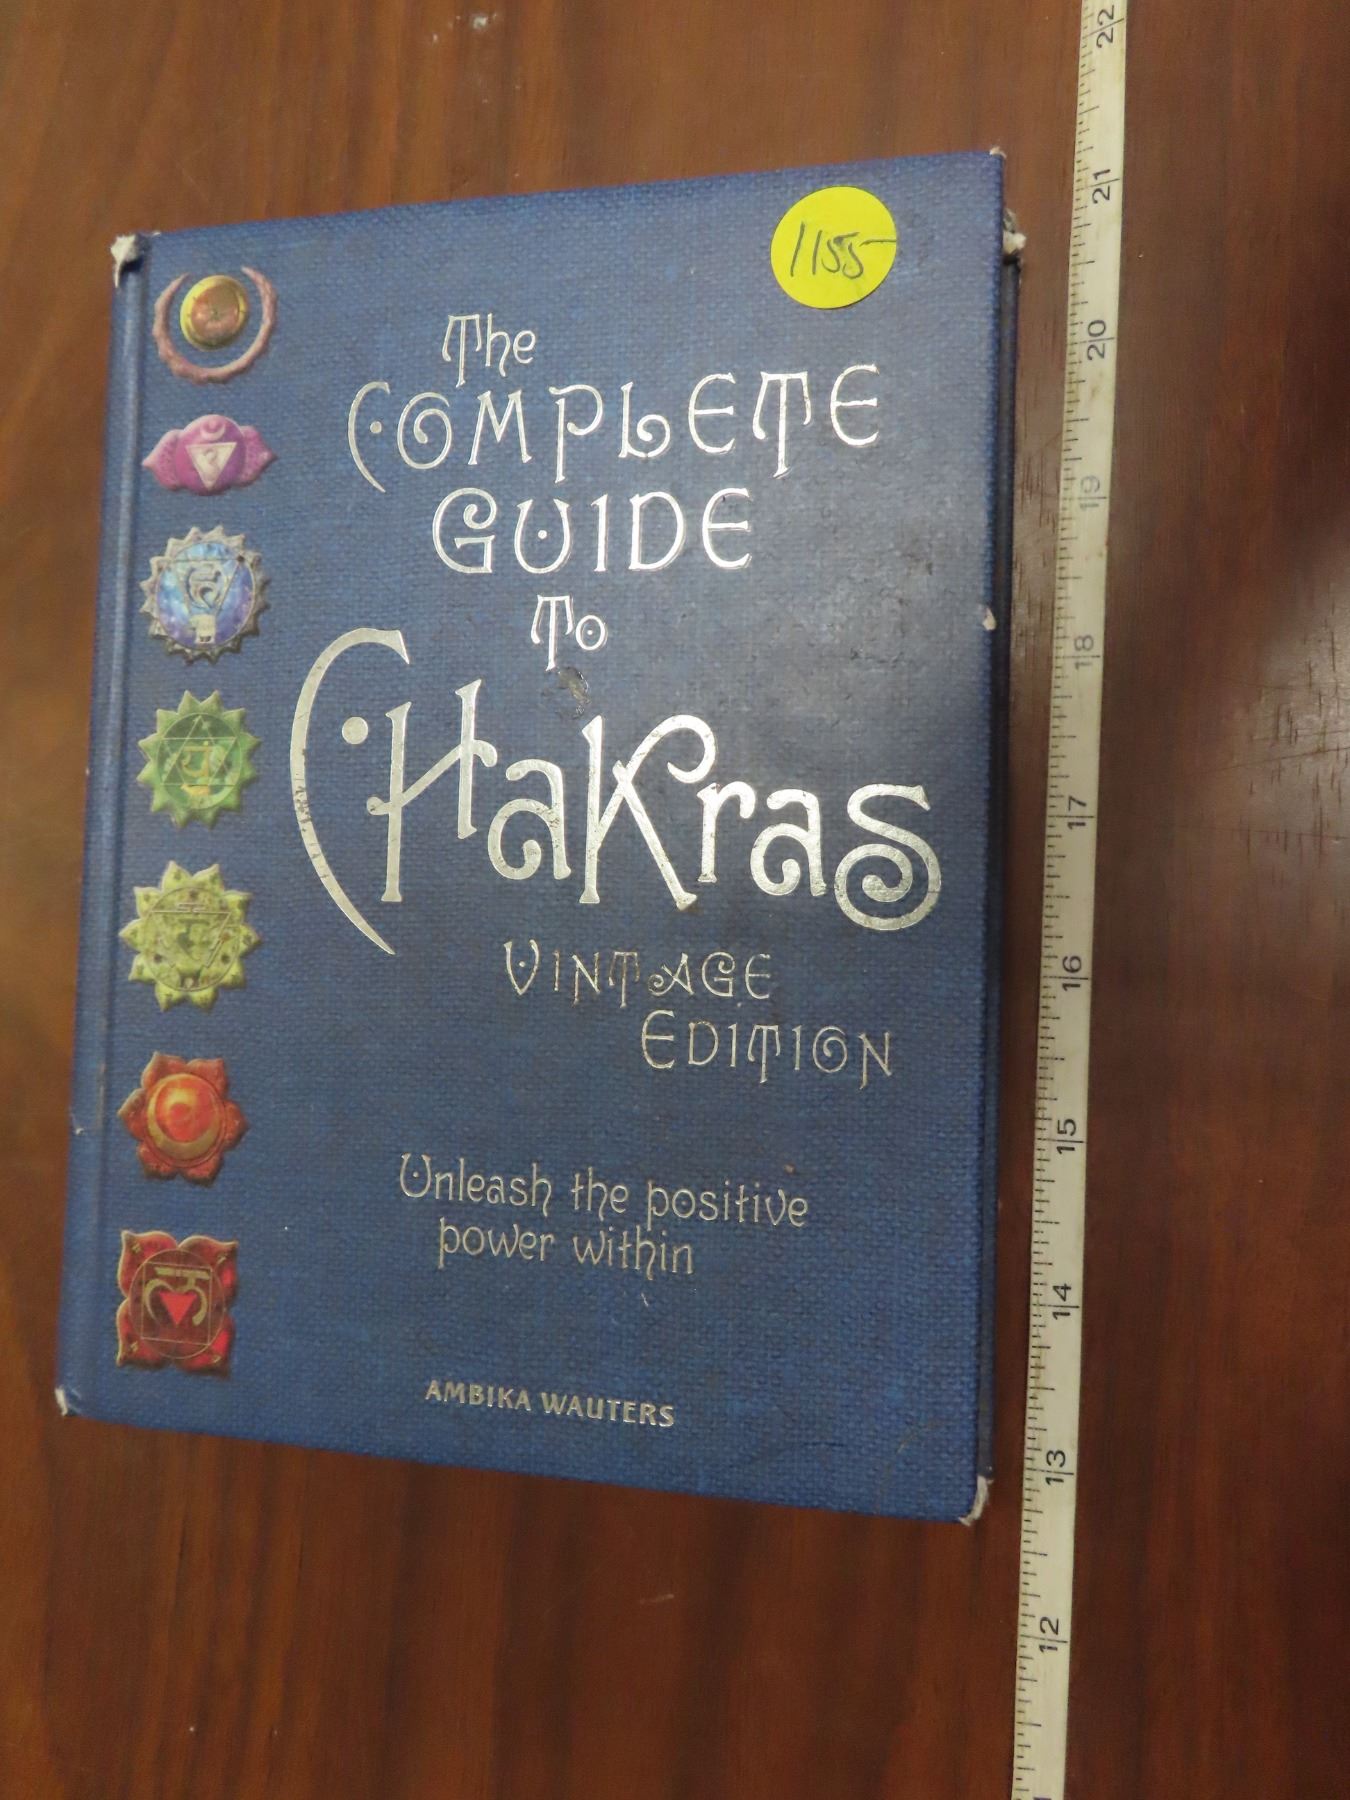 1155
The
COMPLETE
GUIDE
To
CHaKras
VINTAGE
EDITION
Unleash the positive
power within
AMBIKA WAUTERS
22
21
20
19
18
17
16
15
14
13
12